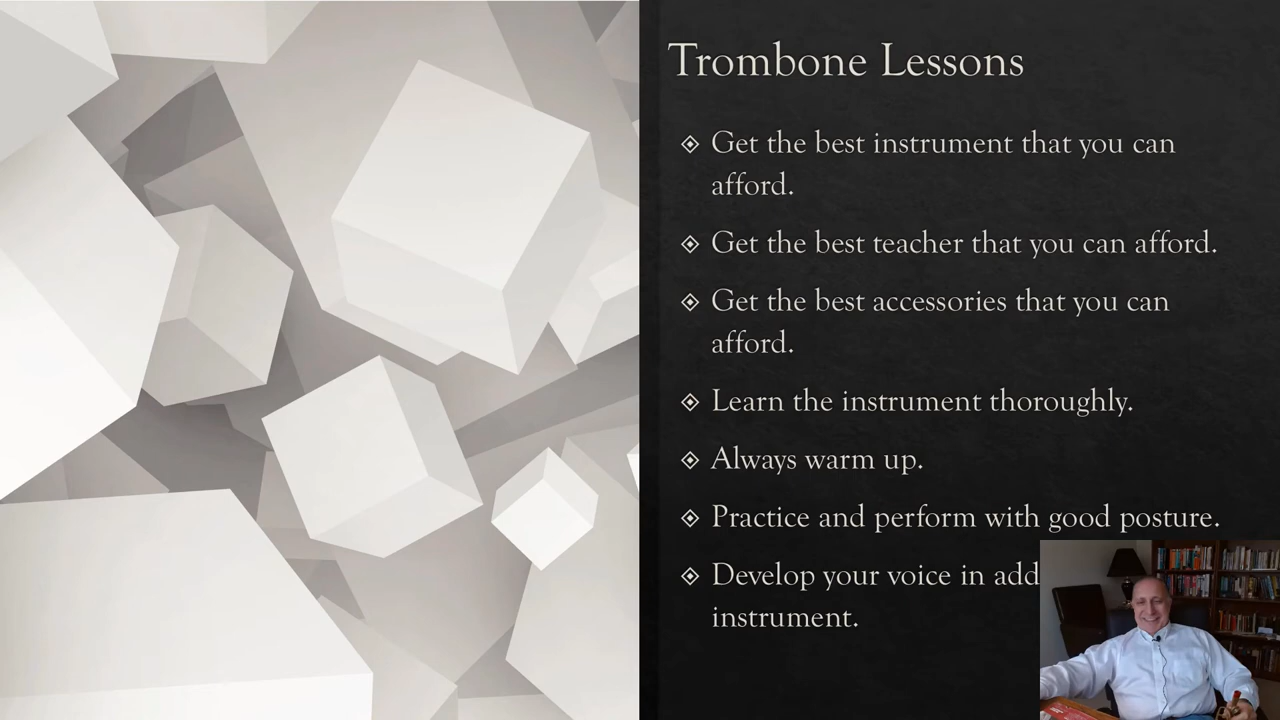 Trombone Lessons
Get the best instrument that you can
afford.
Get the best teacher that you can afford.
Get the best accessories that you can
afford.
Learn the instrument thoroughly.
Always warm up.
Practice and perform with good posture.
Develop your voice in
instrument.